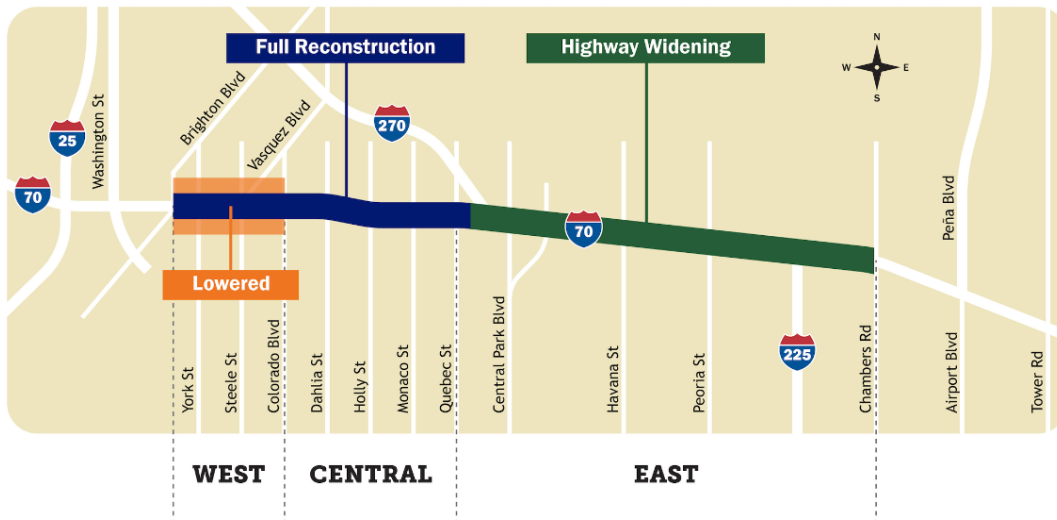 Full Reconstruction
Highway Widening
N
W
E
S
Brighton Blvd
Vasquez Blvd
Washington St
25
270
70
70
Peña Blvd
Lowered
225
York St
Steele St
Colorado Blvd
Dahlia St
Holly St
Monaco St
Quebec St
Central Park Blvd
Havana St
Peoria St
Chambers Rd
Airport Blvd
Tower Rd
WEST
CENTRAL
EAST